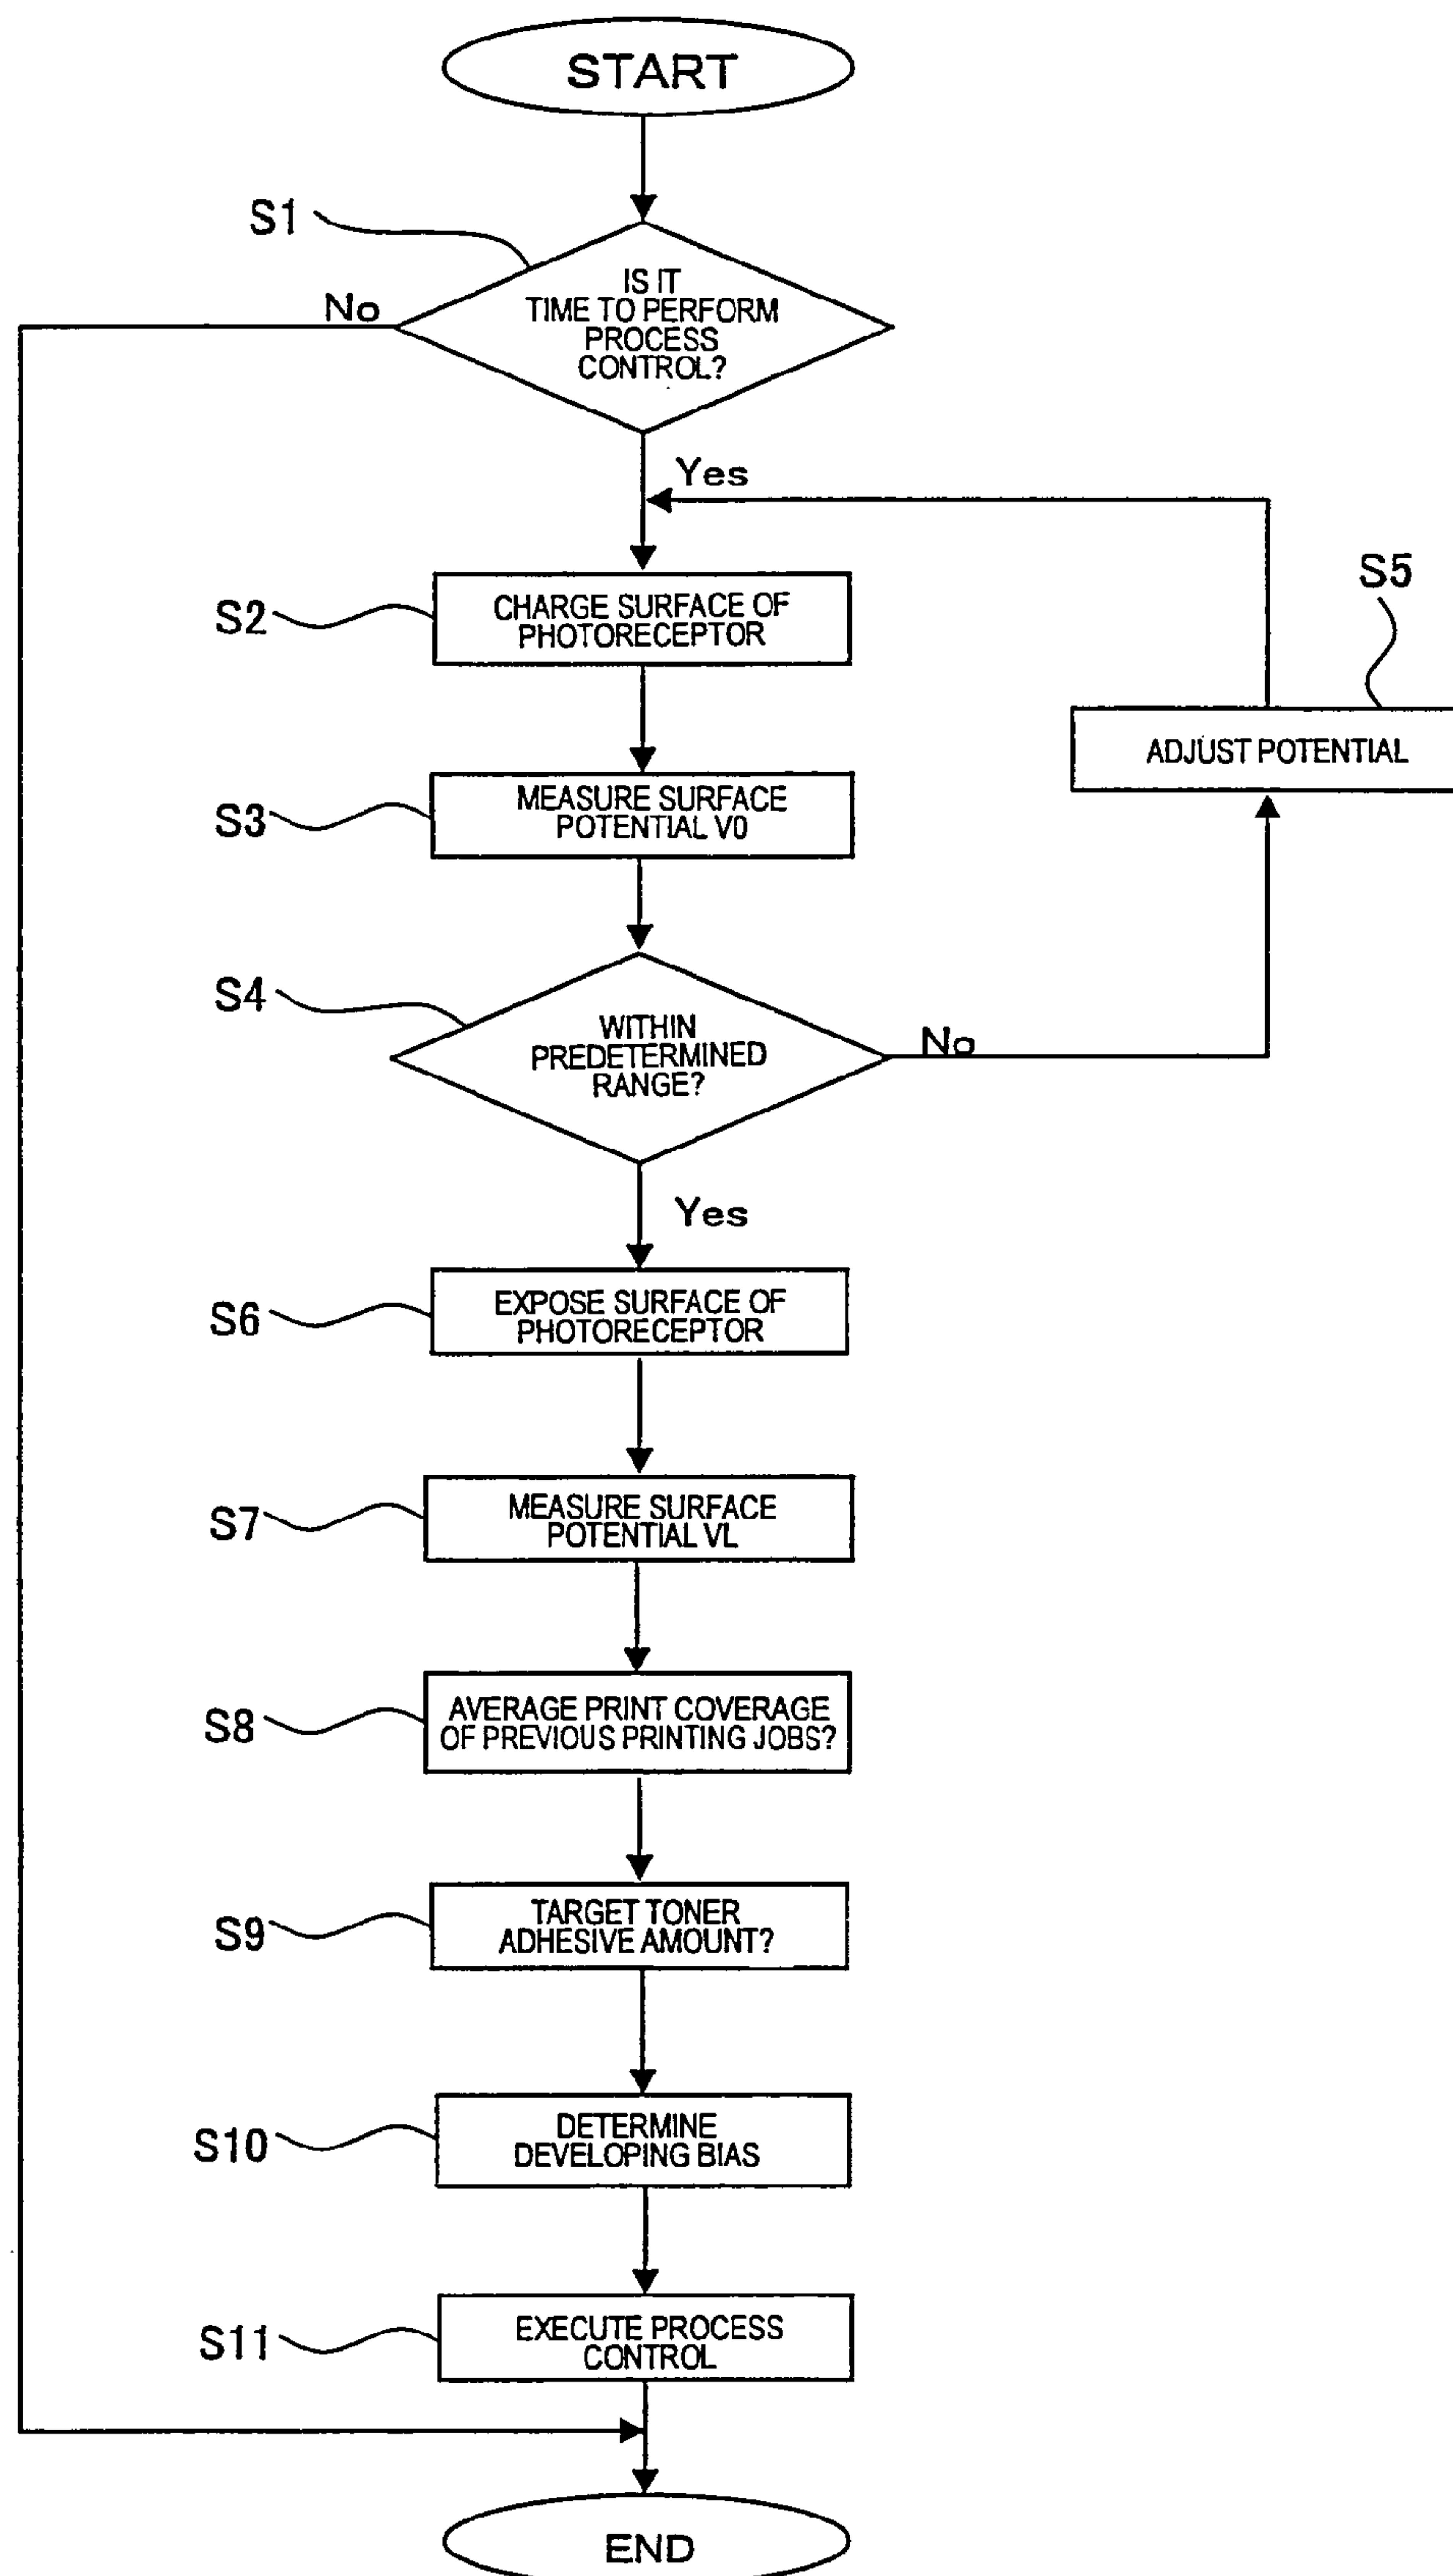 START
S1
IS IT
TIME TO PERFORM
PROCESS
CONTROL?
No
Yes
S2
CHARGE SURFACE OF
PHOTORECEPTOR
S5
ADJUST POTENTIAL
S3
MEASURE SURFACE
POTENTIAL V0
S4
WITHIN
PREDETERMINED
RANGE?
No
Yes
S6
EXPOSE SURFACE OF
PHOTORECEPTOR
S7
MEASURE SURFACE
POTENTIAL VL
S8
AVERAGE PRINT COVERAGE
OF PREVIOUS PRINTING JOBS?
S9
TARGET TONER
ADHESIVE AMOUNT?
S10
DETERMINE
DEVELOPING BIAS
S11
EXECUTE PROCESS
CONTROL
END